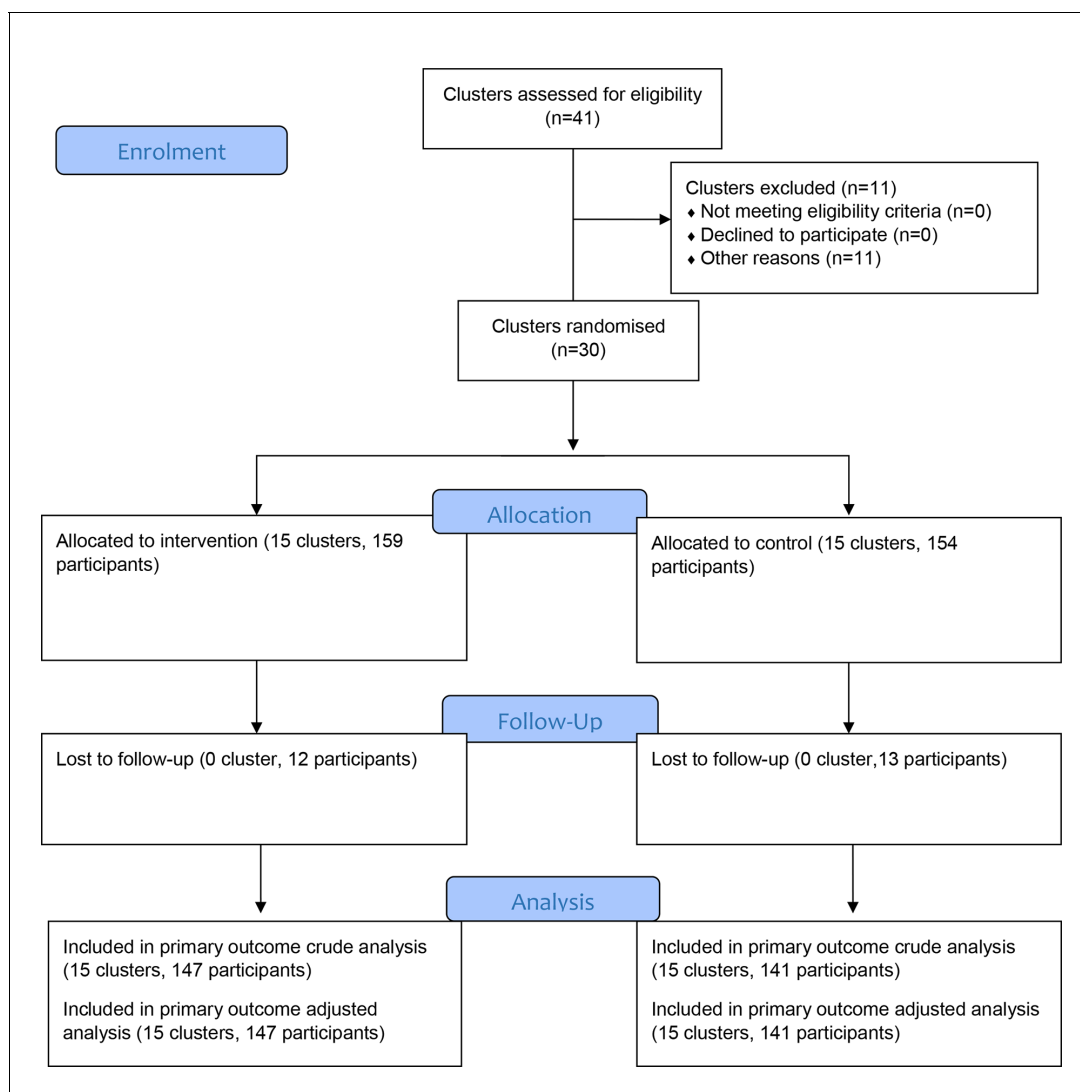 Clusters assessed for eligibility
(n=41)
Enrolment
Clusters excluded (n=11)
♦ Not meeting eligibility criteria (n=0)
♦ Declined to participate (n=0)
♦ Other reasons (n=11)
Clusters randomised
(n=30)
Allocation
Allocated to intervention (15 clusters, 159
participants)
Allocated to control (15 clusters, 154
participants)
Follow-Up
Lost to follow-up (0 cluster, 12 participants)
Lost to follow-up (0 cluster,13 participants)
Analysis
Included in primary outcome crude analysis
(15 clusters, 147 participants)
Included in primary outcome adjusted
analysis (15 clusters, 147 participants)
Included in primary outcome crude analysis
(15 clusters, 141 participants)
Included in primary outcome adjusted analysis
(15 clusters, 141 participants)